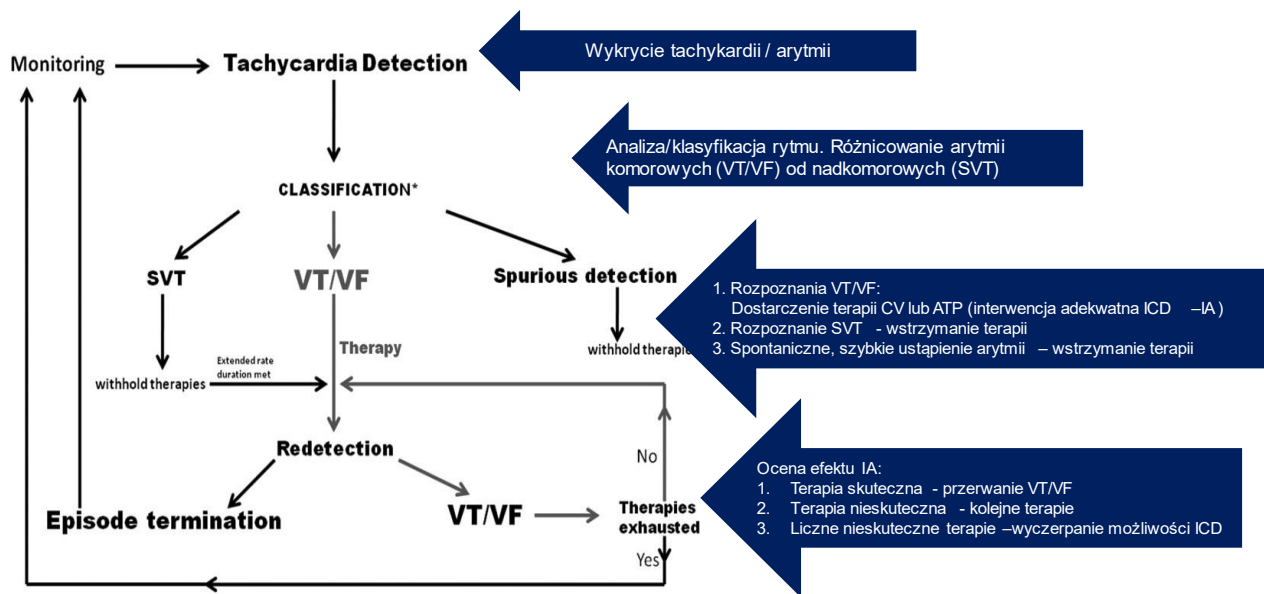 Monitoring
Tachycardia Detection
Wykrycie tachykardii / arytmii
Analiza/klasyfikacja rytmu. Różnicowanie arytmii
komorowych (VT/VF) od nadkomorowych (SVT)
CLASSIFICATION*
SVT
VT/VF
Spurious detection
1. Rozpoznania VT/VF:
Dostarczenie terapii CV lub ATP (interwencja adekwatna ICD –IA )
2. Rozpoznanie SVT - wstrzymanie terapii
3. Spontaniczne, szybkie ustąpienie arytmii – wstrzymanie terapii
Therapy
withhold therapie
withhold therapies
Extended rate
duration met
Redetection
No
Episode termination
VT/VF
Therapies
exhausted
Yes
Ocena efektu IA:
1. Terapia skuteczna - przerwanie VT/VF
2. Terapia nieskuteczna - kolejne terapie
3. Liczne nieskuteczne terapie –wyczerpanie możliwości ICD